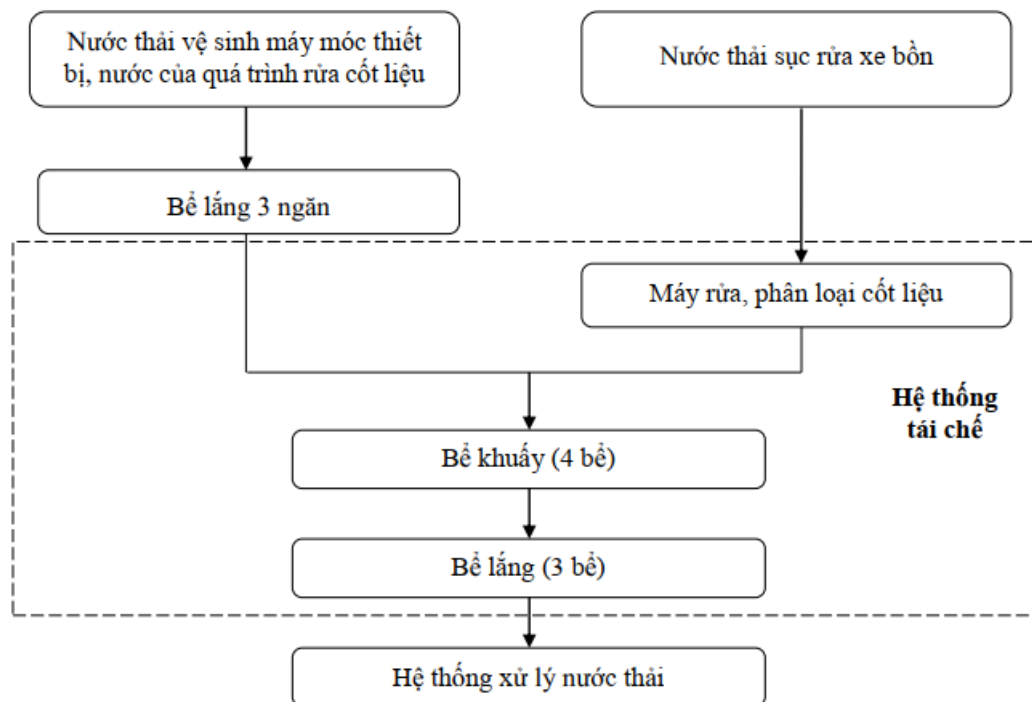 Nước thải vệ sinh máy móc thiết
bị, nước của quá trình rửa cốt liệu
Nước thải sục rửa xe bồn
Bể lắng 3 ngăn
Máy rửa, phân loại cốt liệu
Hệ thống
tái chế
Bể khuấy (4 bể)
Bể lắng (3 bể)
Hệ thống xử lý nước thải